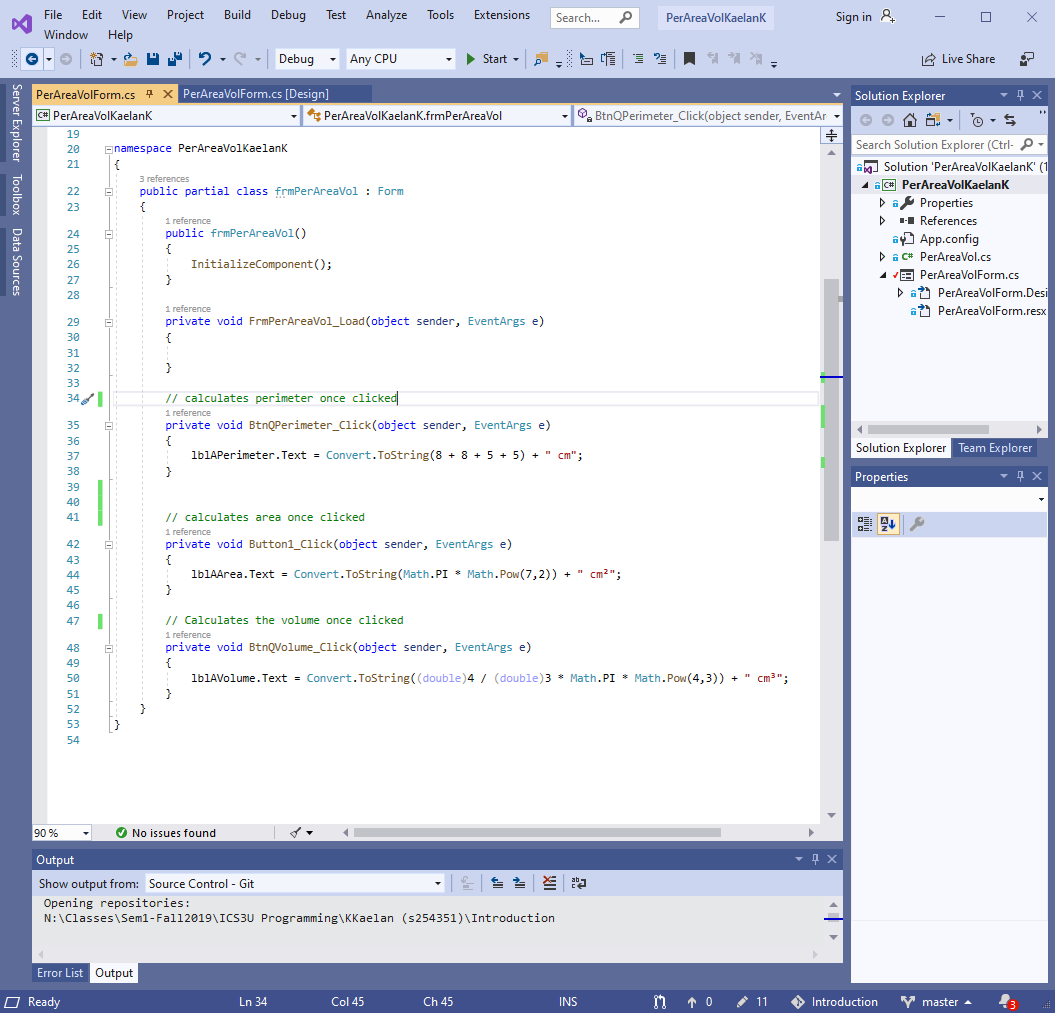 File Edit View Project Build Debug Test Analyze Tools Extensions Search... PerAreaVolKaelanK Sign in
Window Help
Debug Any CPU Start Live Share
Server Explorer
Toolbox
Data Sources
PerAreaVolForm.cs PerAreaVolForm.cs [Design]
C# PerAreaVolKaelanK PerAreaVolKaelanK.frmPerAreaVol BtnQPerimeter_Click(object sender, EventAr
19
20 namespace PerAreaVolKaelanK
21 {
3 references
22 public partial class frmPerAreaVol : Form
23 {
1 reference
24 public frmPerAreaVol()
25 {
26 InitializeComponent();
27 }
28
1 reference
29 private void FrmPerAreaVol_Load(object sender, EventArgs e)
30 {
31
32 }
33
34 // calculates perimeter once clicked
1 reference
35 private void BtnQPerimeter_Click(object sender, EventArgs e)
36 {
37 lblAPerimeter.Text = Convert.ToString(8 + 8 + 5 + 5) + " cm";
38 }
39
40
41 // calculates area once clicked
1 reference
42 private void Button1_Click(object sender, EventArgs e)
43 {
44 lblAArea.Text = Convert.ToString(Math.PI * Math.Pow(7,2)) + " cm²";
45 }
46
47 // Calculates the volume once clicked
1 reference
48 private void BtnQVolume_Click(object sender, EventArgs e)
49 {
50 lblAVolume.Text = Convert.ToString((double)4 / (double)3 * Math.PI * Math.Pow(4,3)) + " cm³";
51 }
52 }
53 }
54
90 % No issues found
Output
Show output from: Source Control - Git
Opening repositories:
N:\Classes\Sem1-Fall2019\ICS3U Programming\KKaelan (s254351)\Introduction
Error List Output
Solution Explorer
Search Solution Explorer (Ctrl-
Solution 'PerAreaVolKaelanK' (1
C# PerAreaVolKaelanK
Properties
References
App.config
C# PerAreaVol.cs
PerAreaVolForm.cs
PerAreaVolForm.Desi
PerAreaVolForm.resx
Solution Explorer Team Explorer
Properties
Ready Ln 34 Col 45 Ch 45 INS 0 11 Introduction master 3